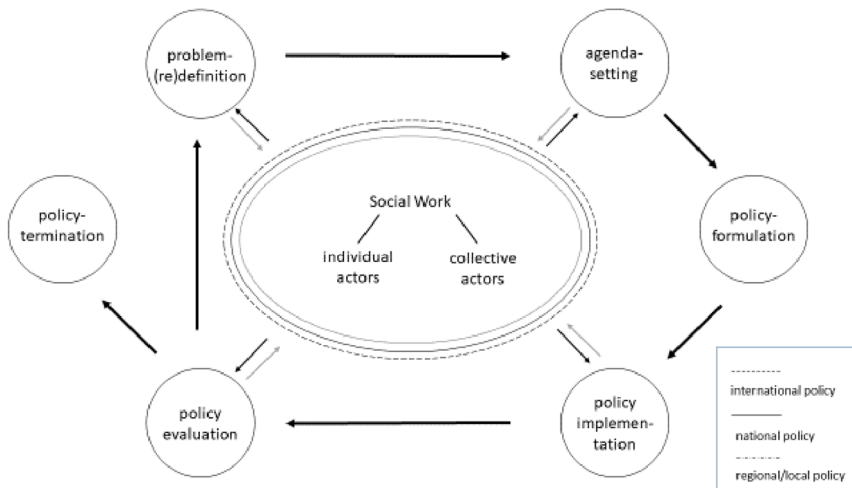 problem-
(re)definition
agenda-
setting
policy-
termination
Social Work
individual
actors
collective
actors
policy-
formulation
policy
evaluation
policy
implemen-
tation
international policy
national policy
regional/local policy